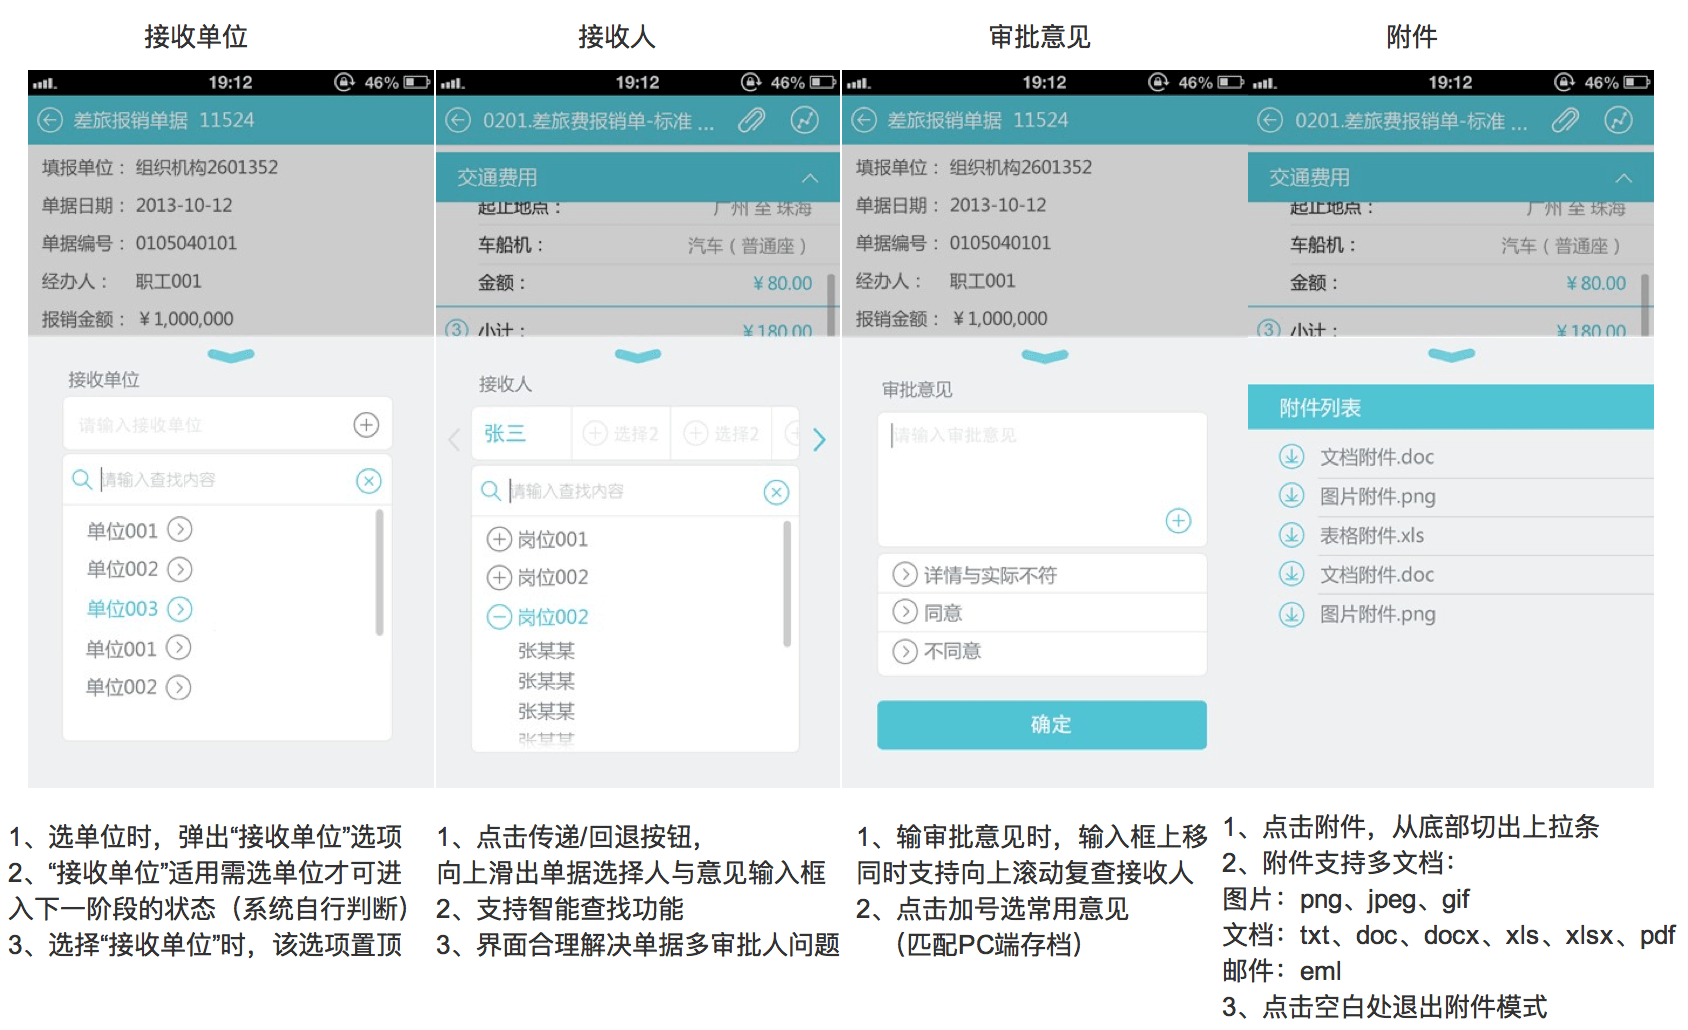 接收单位
接收人
审批意见
附件
19:12
46%
差旅报销单据 11524
填报单位： 组织机构2601352
单据日期： 2013-10-12
单据编号： 0105040101
经办人： 职工001
报销金额： ￥1,000,000
接收单位
请输入接收单位
请输入查找内容
单位001
单位002
单位003
单位001
单位002
19:12
46%
0201.差旅费报销单-标准 ...
交通费用
起止地点： 广州 至 珠海
车船机： 汽车（普通座）
金额： ￥80.00
③ 小计： ￥180.00
接收人
张三 选择2 选择2
请输入查找内容
岗位001
岗位002
岗位002
张某某
张某某
张某某
张某某
19:12
46%
差旅报销单据 11524
填报单位： 组织机构2601352
单据日期： 2013-10-12
单据编号： 0105040101
经办人： 职工001
报销金额： ￥1,000,000
审批意见
请输入审批意见
详情与实际不符
同意
不同意
确定
19:12
46%
0201.差旅费报销单-标准 ...
交通费用
起止地点： 广州 至 珠海
车船机： 汽车（普通座）
金额： ￥80.00
③ 小计： ￥180.00
附件列表
文档附件.doc
图片附件.png
表格附件.xls
文档附件.doc
图片附件.png
1、选单位时，弹出“接收单位”选项
2、“接收单位”适用需选单位才可进
入下一阶段的状态（系统自行判断）
3、选择“接收单位”时，该选项置顶
1、点击传递/回退按钮，
向上滑出单据选择人与意见输入框
2、支持智能查找功能
3、界面合理解决单据多审批人问题
1、输审批意见时，输入框上移
同时支持向上滚动复查接收人
2、点击加号选常用意见
（匹配PC端存档）
1、点击附件，从底部切出上拉条
2、附件支持多文档：
图片：png、jpeg、gif
文档：txt、doc、docx、xls、xlsx、pdf
邮件：eml
3、点击空白处退出附件模式